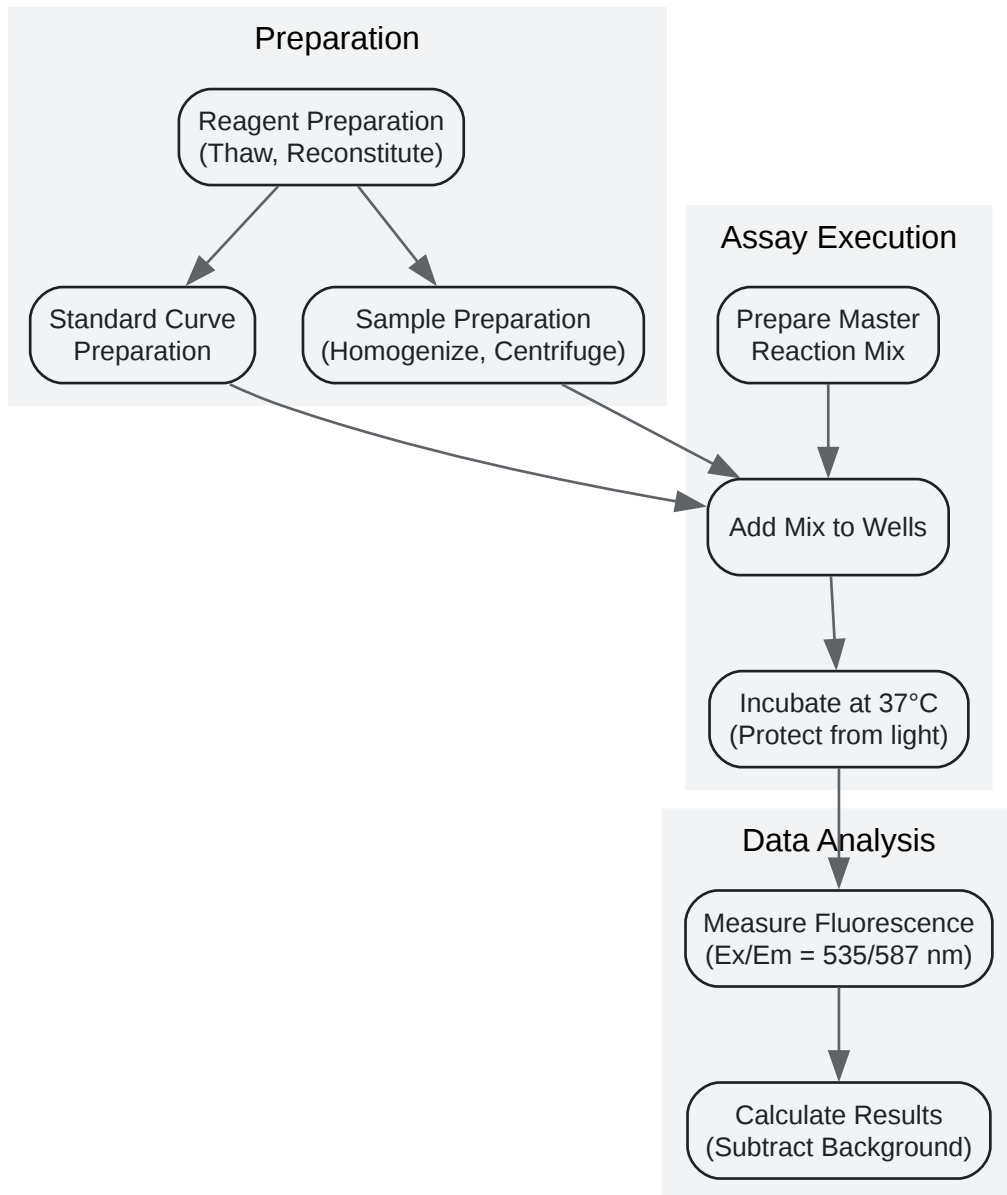 Preparation
Reagent Preparation
(Thaw, Reconstitute)
Standard Curve
Preparation
Sample Preparation
(Homogenize, Centrifuge)
Assay Execution
Prepare Master
Reaction Mix
Add Mix to Wells
Incubate at 37°C
(Protect from light)
Data Analysis
Measure Fluorescence
(Ex/Em = 535/587 nm)
Calculate Results
(Subtract Background)